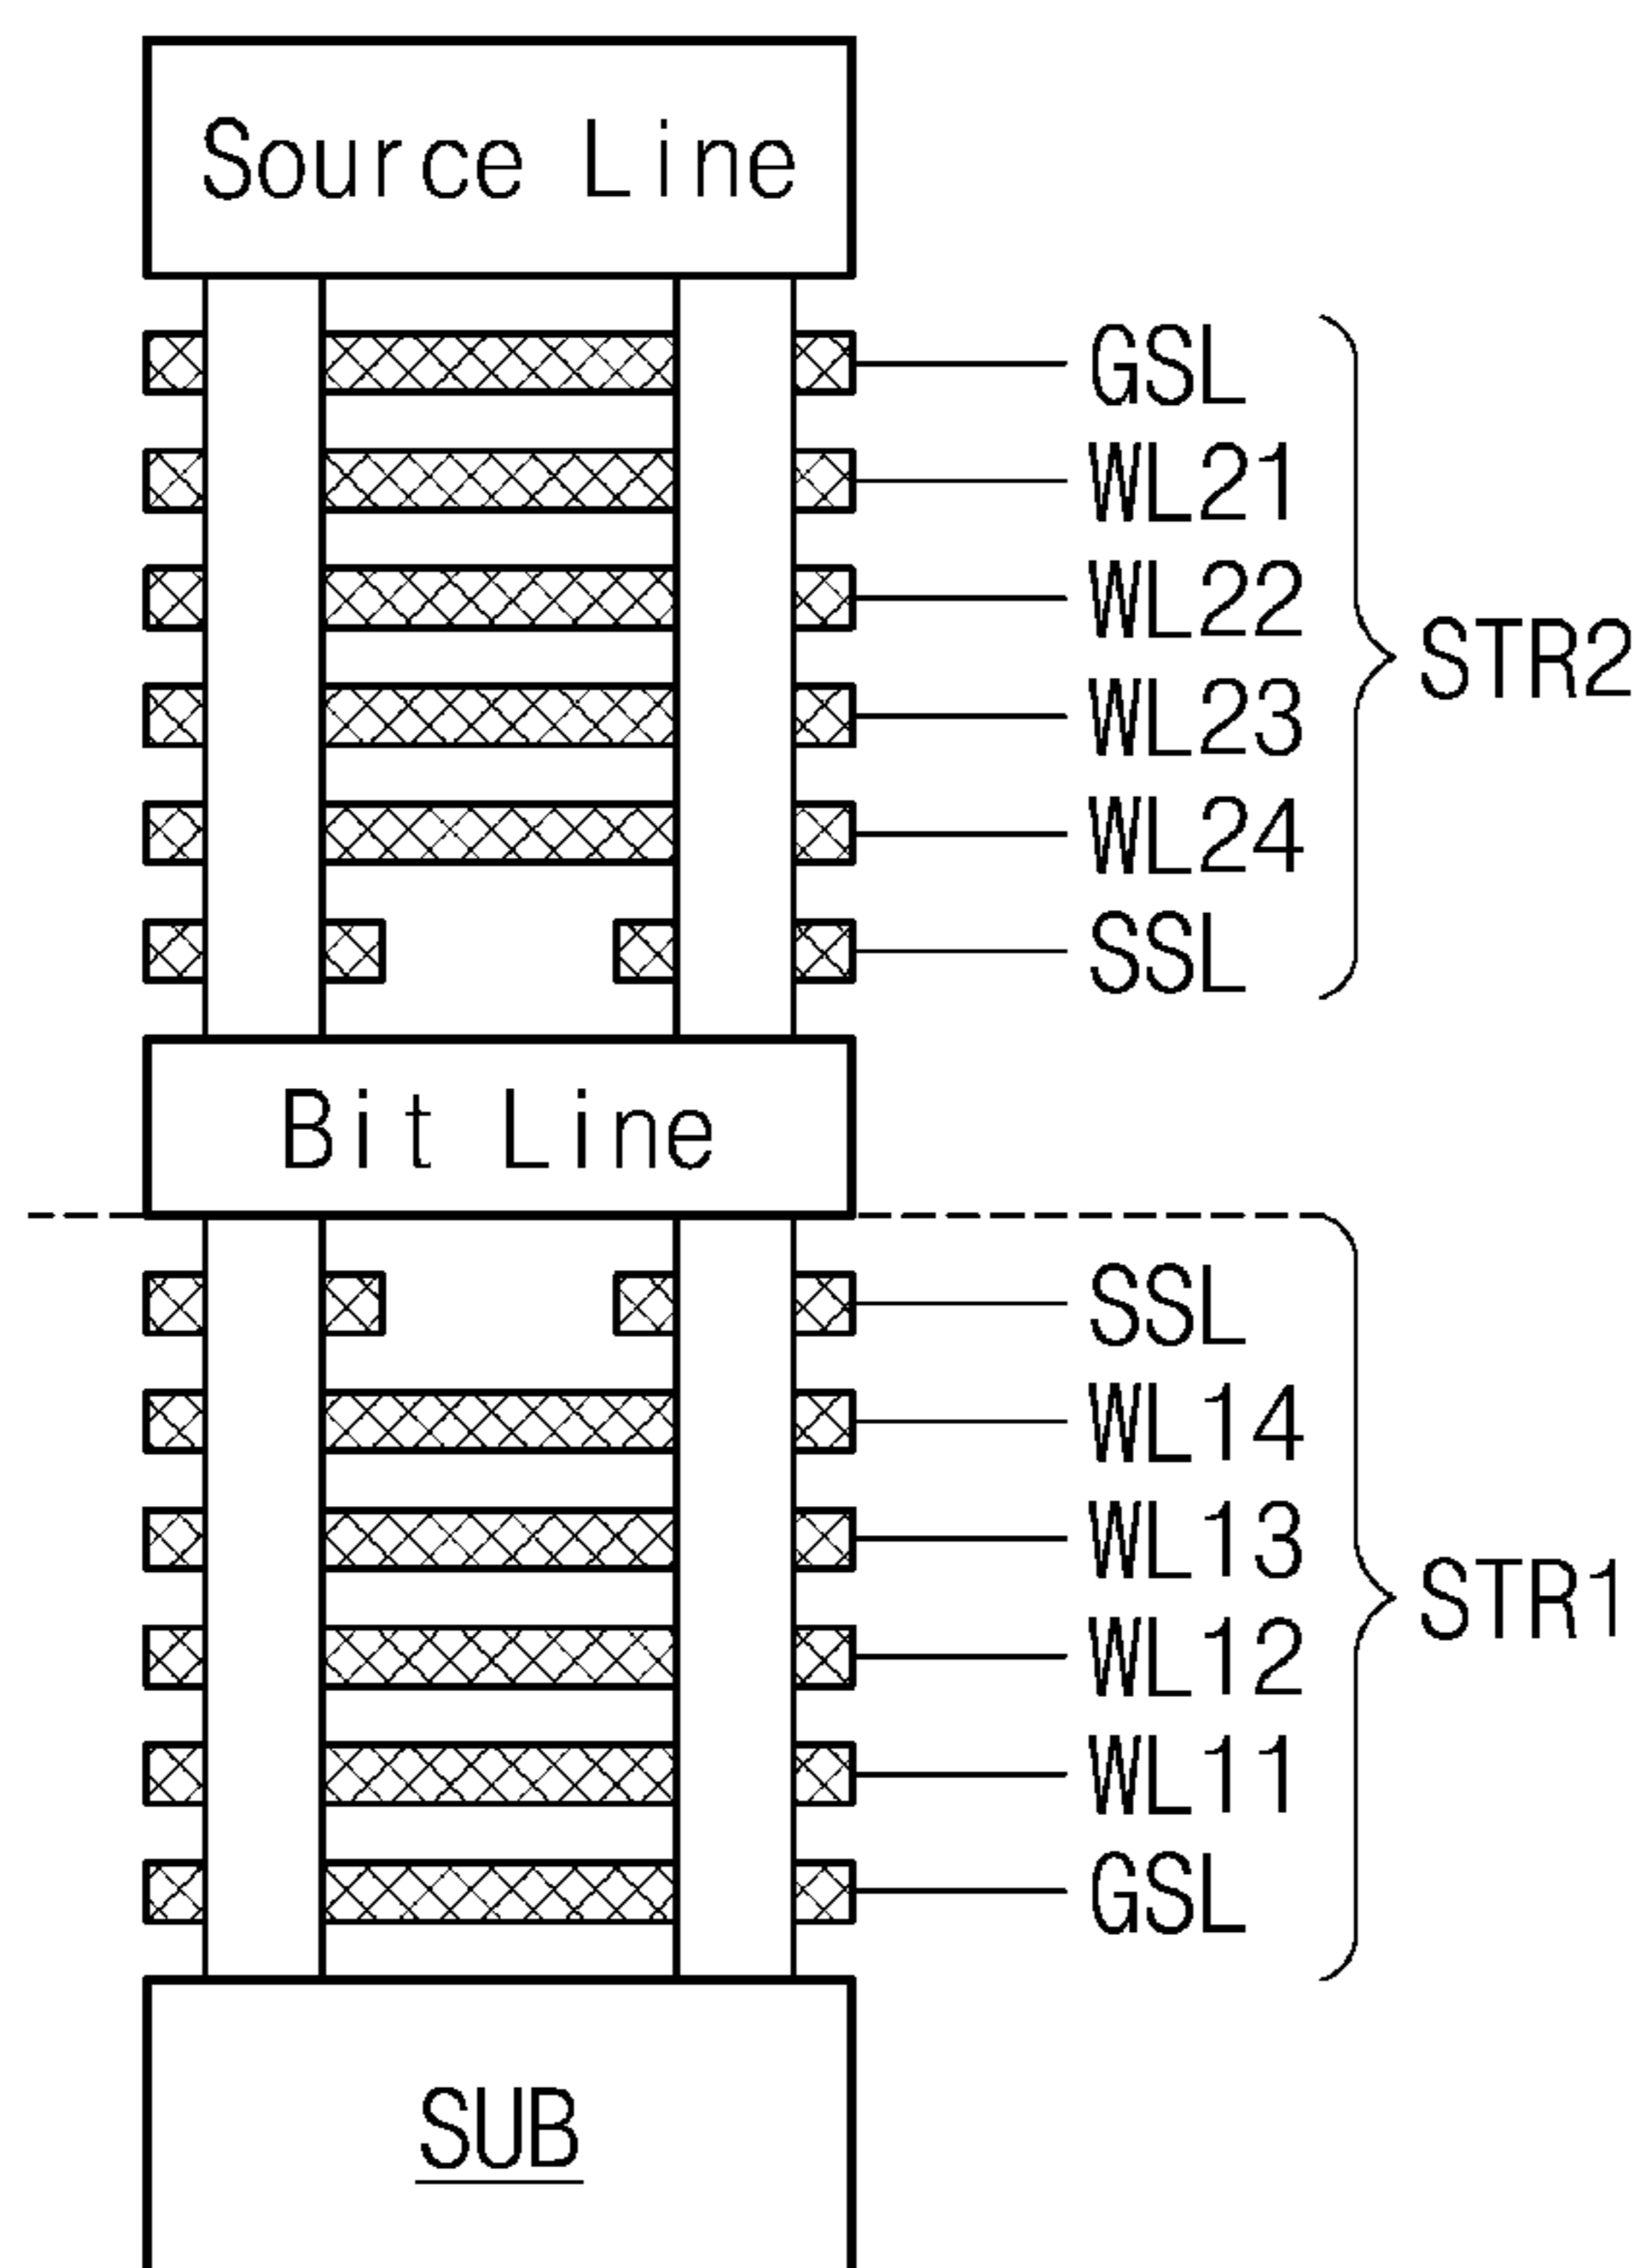 Source Line
GSL
WL21
WL22
STR2
WL23
WL24
SSL
Bit Line
SSL
WL14
WL13
STR1
WL12
WL11
GSL
SUB